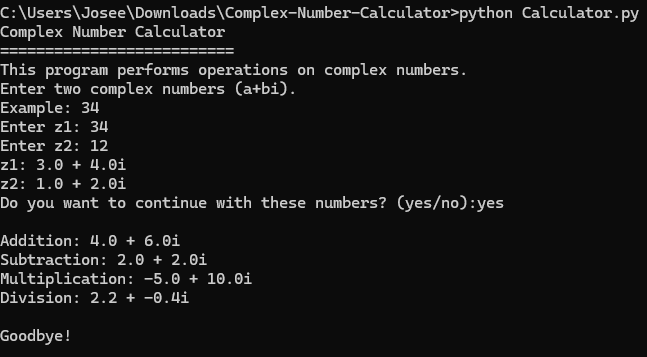 C:\Users\Josee\Downloads\Complex-Number-Calculator>python Calculator.py
Complex Number Calculator
==========================
This program performs operations on complex numbers.
Enter two complex numbers (a+bi).
Example: 34
Enter z1: 34
Enter z2: 12
z1: 3.0 + 4.0i
z2: 1.0 + 2.0i
Do you want to continue with these numbers? (yes/no):yes
Addition: 4.0 + 6.0i
Subtraction: 2.0 + 2.0i
Multiplication: -5.0 + 10.0i
Division: 2.2 + -0.4i
Goodbye!